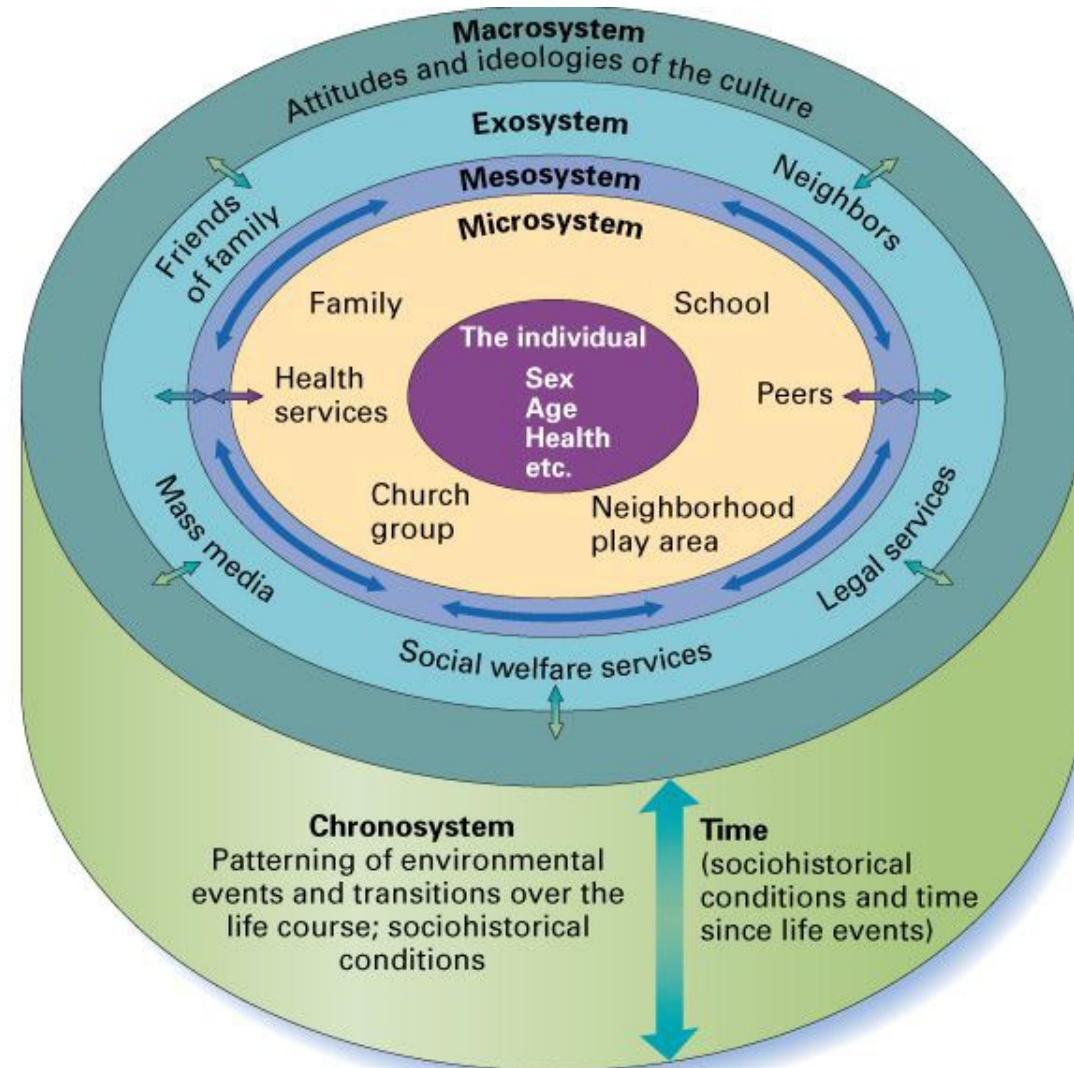 Macrosystem
Attitudes and ideologies of the culture
Exosystem
Mesosystem
Microsystem
Friends
of family
Neighbors
Family
School
The individual
Sex
Age
Health
etc.
Health
services
Peers
Church
group
Neighborhood
play area
Mass media
Legal services
Social welfare services
Chronosystem
Patterning of environmental
events and transitions over the
life course; sociohistorical
conditions
Time
(sociohistorical
conditions and time
since life events)